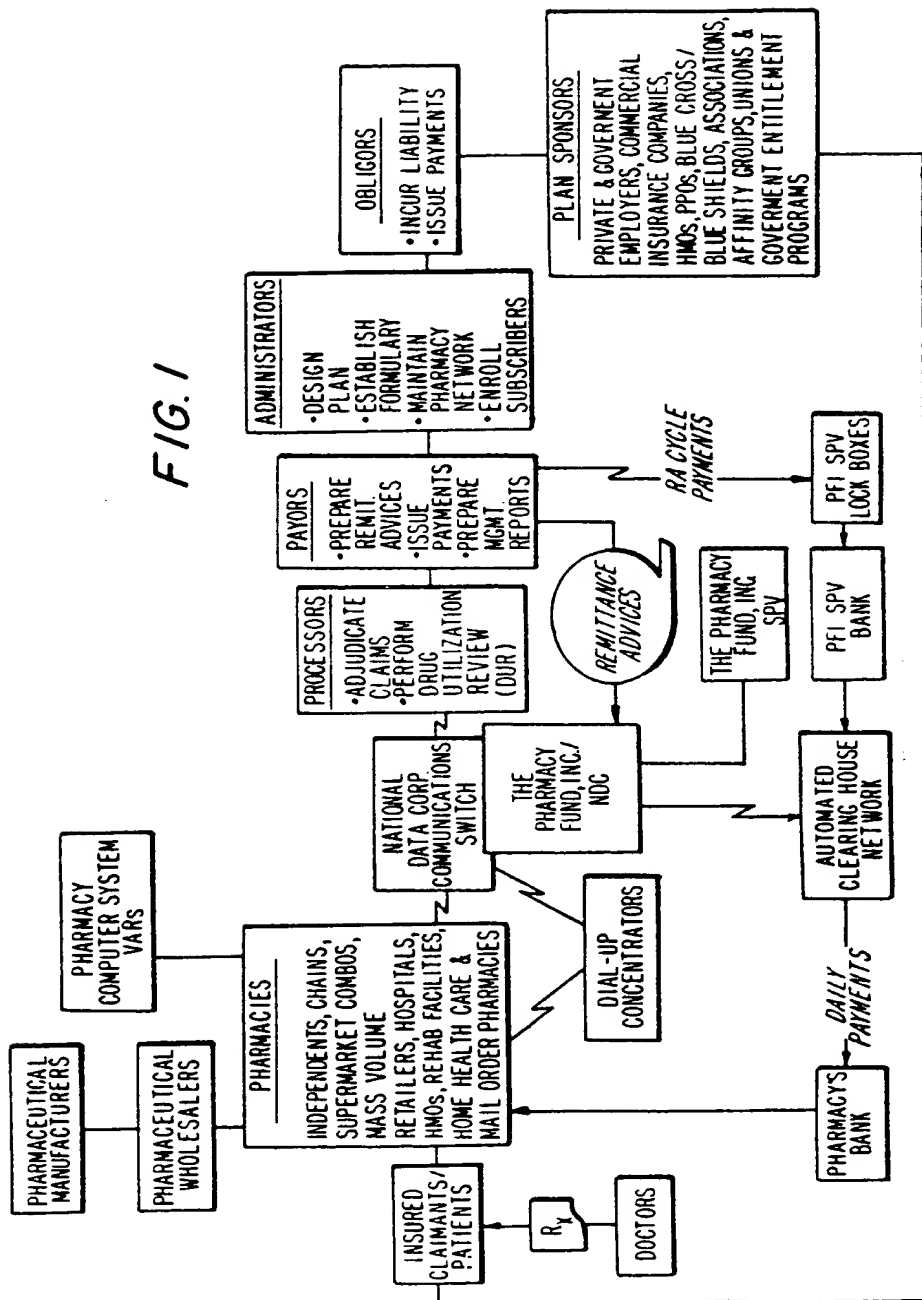 FIG. 1
PHARMACEUTICAL
MANUFACTURERS
PHARMACEUTICAL
WHOLESALERS
PHARMACY
COMPUTER SYSTEM
VARs
INSURED
CLAIMANTS/
PATIENTS
Rx
DOCTORS
PHARMACIES
INDEPENDENTS, CHAINS,
SUPERMARKET COMBOS,
MASS VOLUME
RETAILERS, HOSPITALS,
HMOs, REHAB FACILITIES,
HOME HEALTH CARE &
MAIL ORDER PHARMACIES
NATIONAL
DATA CORP.
COMMUNICATIONS
SWITCH
THE
PHARMACY
FUND, INC./
NDC
DIAL-UP
CONCENTRATORS
PROCESSORS
•ADJUDICATE
CLAIMS
•PERFORM
DRUG
UTILIZATION
REVIEW
(DUR)
PAYORS
•PREPARE
REMIT.
ADVICES
•ISSUE
PAYMENTS
•PREPARE
MGMT.
REPORTS
ADMINISTRATORS
•DESIGN
PLAN
•ESTABLISH
FORMULARY
•MAINTAIN
PHARMACY
NETWORK
•ENROLL
SUBSCRIBERS
OBLIGORS
•INCUR LIABILITY
•ISSUE PAYMENTS
PLAN SPONSORS
PRIVATE & GOVERNMENT
EMPLOYERS, COMMERCIAL
INSURANCE COMPANIES,
HMOs, PPOs, BLUE CROSS/
BLUE SHIELDS, ASSOCIATIONS,
AFFINITY GROUPS, UNIONS &
GOVERMENT ENTITLEMENT
PROGRAMS
REMITTANCE
ADVICES
RA CYCLE
PAYMENTS
THE PHARMACY
FUND, INC.
SPV
PFI SPV
LOCK BOXES
PFI SPV
BANK
AUTOMATED
CLEARING HOUSE
NETWORK
DAILY
PAYMENTS
PHARMACY'S
BANK